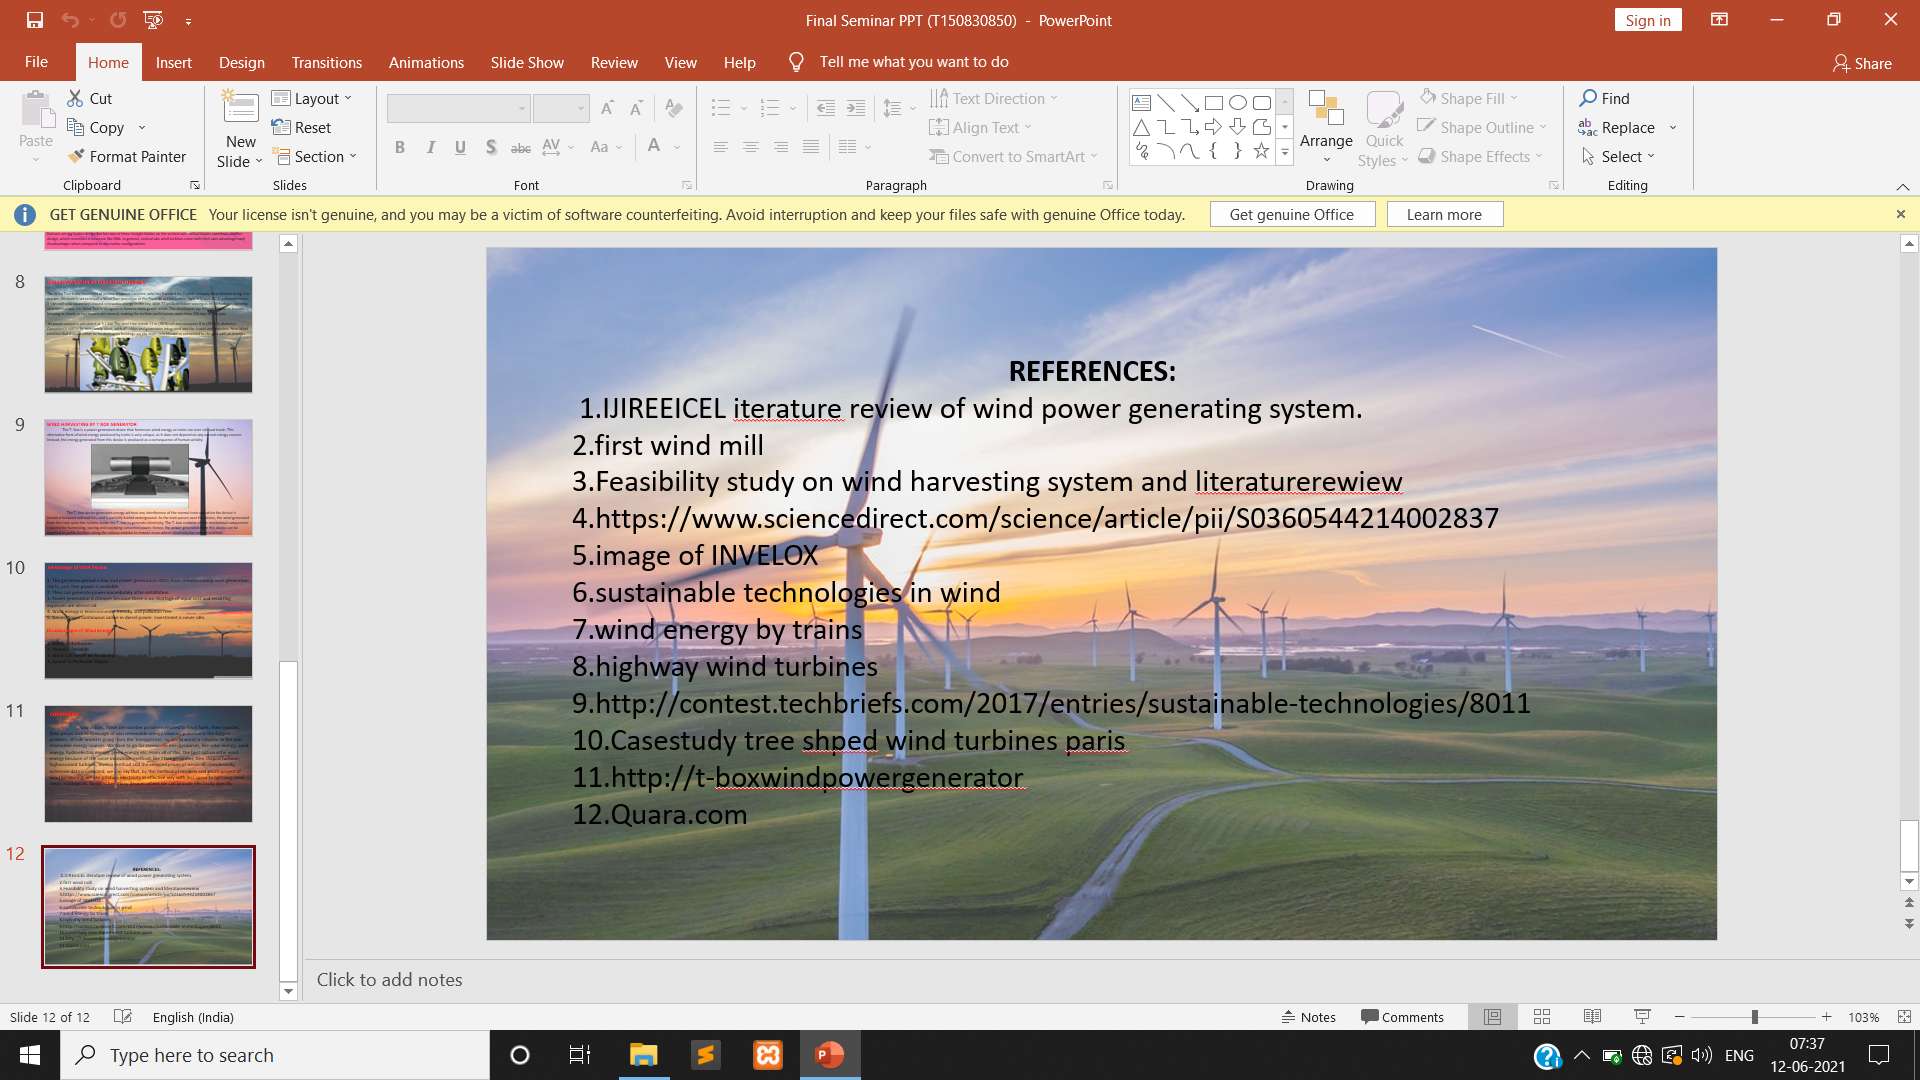 Final Seminar PPT (T150830850) - PowerPoint
Sign in
File Home Insert Design Transitions Animations Slide Show Review View Help Tell me what you want to do
Share
Paste
Cut
Copy
Format Painter
Clipboard
New Slide
Layout
Reset
Section
Slides
B I U S abc AV Aa A
Font
Text Direction
Align Text
Convert to SmartArt
Paragraph
Arrange
Quick Styles
Shape Fill
Shape Outline
Shape Effects
Drawing
Find
Replace
Select
Editing
GET GENUINE OFFICE Your license isn't genuine, and you may be a victim of software counterfeiting. Avoid interruption and keep your files safe with genuine Office today.
Get genuine Office
Learn more
8
9
WIND HARVESTING BY T BOX GENERATOR
10
11
12
REFERENCES:
1.IJIREEICEL iterature review of wind power generating system.
2.first wind mill
3.Feasibility study on wind harvesting system and literaturerewiew
4.https://www.sciencedirect.com/science/article/pii/S0360544214002837
5.image of INVELOX
6.sustainable technologies in wind
7.wind energy by trains
8.highway wind turbines
9.http://contest.techbriefs.com/2017/entries/sustainable-technologies/8011
10.Casestudy tree shped wind turbines paris
11.http://t-boxwindpowergenerator
12.Quara.com
Click to add notes
Slide 12 of 12 English (India)
Notes Comments 103%
Type here to search
ENG
07:37
12-06-2021